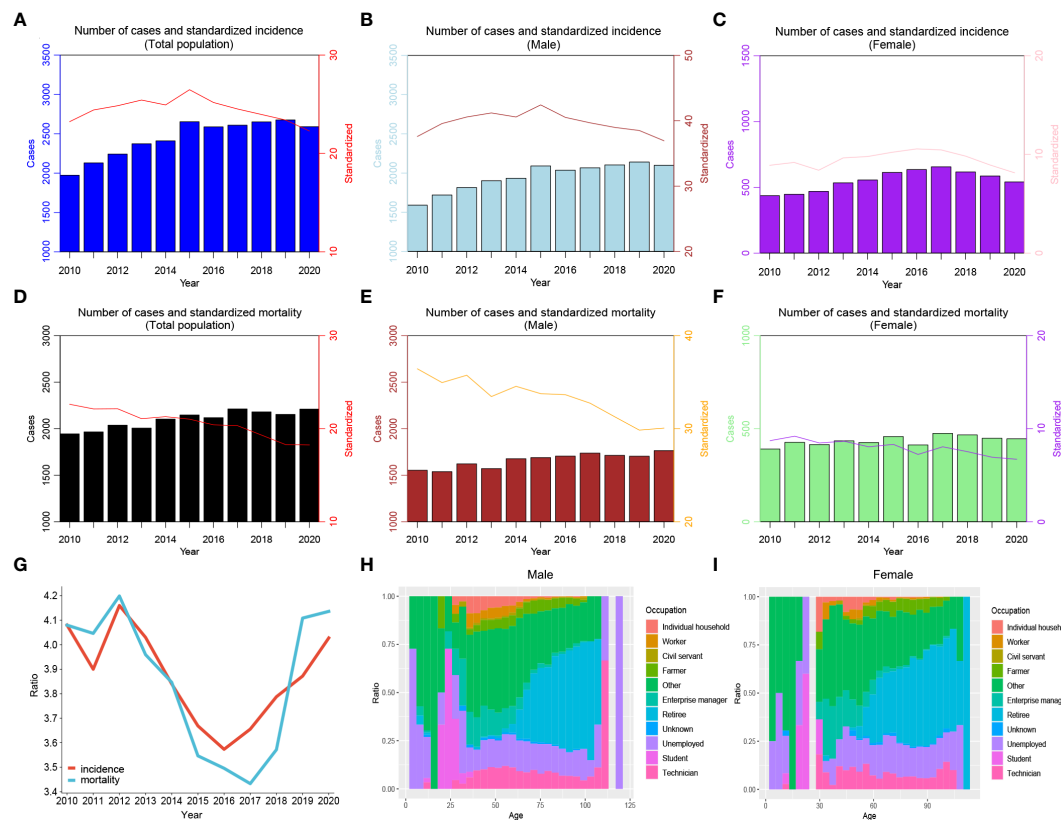 A
Number of cases and standardized incidence
(Total population)
3500
3000
2500
2000
1500
1000
Cases
30
20
10
Standardized
2010 2012 2014 2016 2018 2020
Year
B
Number of cases and standardized incidence
(Male)
3500
3000
2500
2000
1500
1000
Cases
50
40
30
20
Standardized
2010 2012 2014 2016 2018 2020
Year
C
Number of cases and standardized incidence
(Female)
1500
1000
500
0
Cases
20
10
0
Standardized
2010 2012 2014 2016 2018 2020
Year
D
Number of cases and standardized mortality
(Total population)
3000
2500
2000
1500
1000
Cases
30
20
10
Standardized
2010 2012 2014 2016 2018 2020
Year
E
Number of cases and standardized mortality
(Male)
3000
2500
2000
1500
1000
Cases
40
30
20
Standardized
2010 2012 2014 2016 2018 2020
Year
F
Number of cases and standardized mortality
(Female)
1000
500
0
Cases
20
10
0
Standardized
2010 2012 2014 2016 2018 2020
Year
G
4.2
4.1
4.0
3.9
3.8
3.7
3.6
3.5
3.4
Ratio
incidence
mortality
2010 2011 2012 2013 2014 2015 2016 2017 2018 2019 2020
Year
H
Male
1.00
0.75
0.50
0.25
0.00
Ratio
0 25 50 75 100 125
Age
Occupation
Individual household
Worker
Civil servant
Farmer
Other
Enterprise manager
Retiree
Unknown
Unemployed
Student
Technician
I
Female
1.00
0.75
0.50
0.25
0.00
Ratio
0 30 60 90
Age
Occupation
Individual household
Worker
Civil servant
Farmer
Other
Enterprise manag
Retiree
Unknown
Unemployed
Student
Technician